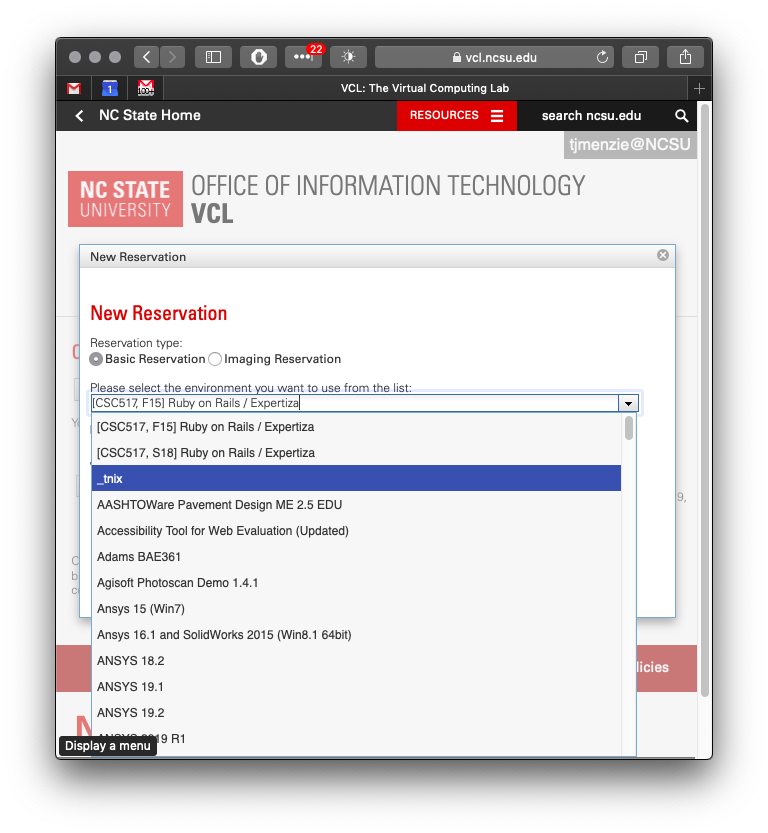 22
vcl.ncsu.edu
1
100+
VCL: The Virtual Computing Lab
NC State Home
RESOURCES
search ncsu.edu
tjmenzie@NCSU
NC STATE
UNIVERSITY
OFFICE OF INFORMATION TECHNOLOGY
VCL
New Reservation
New Reservation
Reservation type:
Basic Reservation
Imaging Reservation
Please select the environment you want to use from the list:
[CSC517, F15] Ruby on Rails / Expertiza
[CSC517, F15] Ruby on Rails / Expertiza
[CSC517, S18] Ruby on Rails / Expertiza
_tnix
AASHTOWare Pavement Design ME 2.5 EDU
Accessibility Tool for Web Evaluation (Updated)
Adams BAE361
Agisoft Photoscan Demo 1.4.1
Ansys 15 (Win7)
Ansys 16.1 and SolidWorks 2015 (Win8.1 64bit)
ANSYS 18.2
ANSYS 19.1
ANSYS 19.2
ANSYS 2019 R1
9,
licies
Display a menu